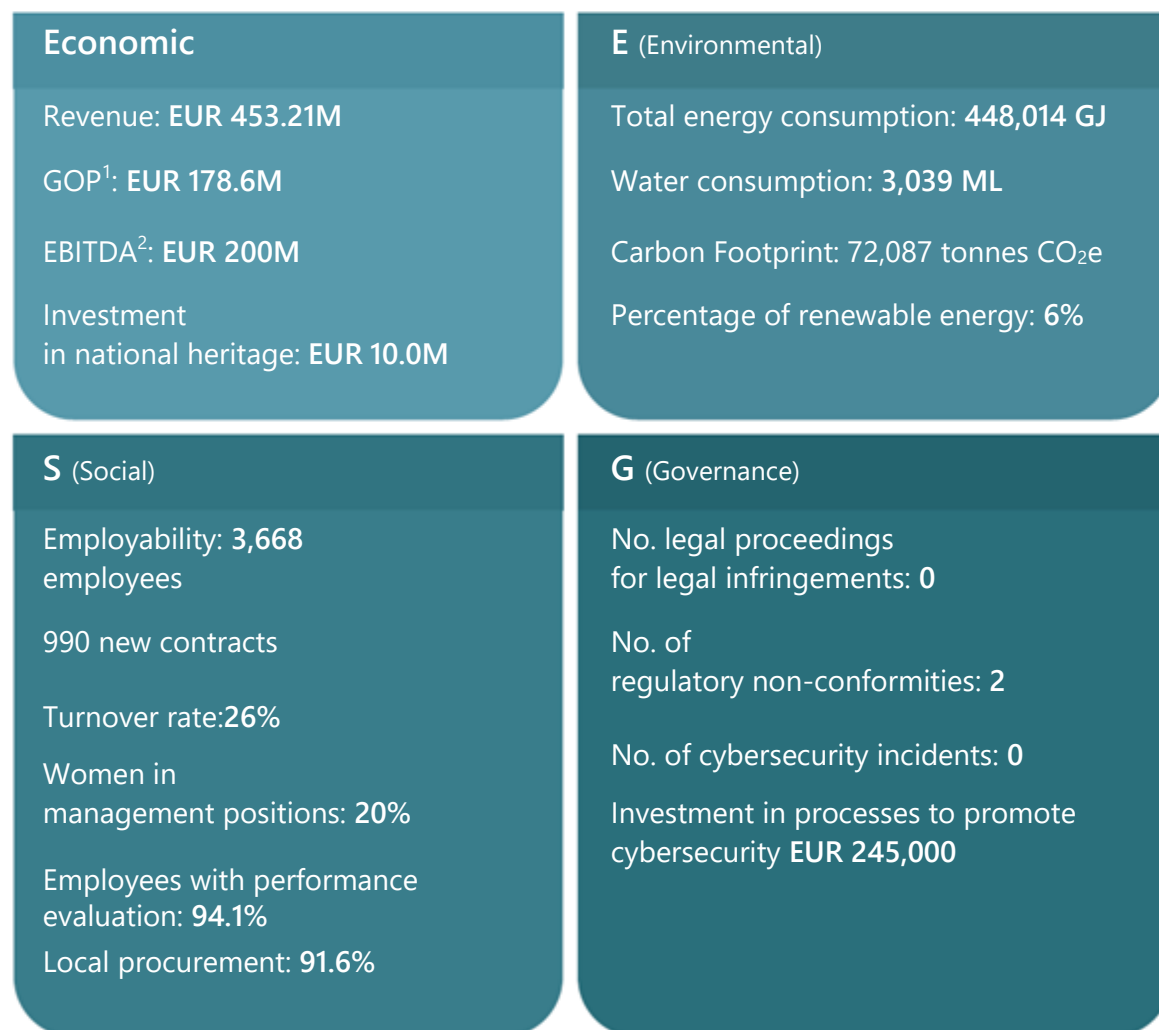 Economic
Revenue: EUR 453.21M
GOP¹: EUR 178.6M
EBITDA²: EUR 200M
Investment
in national heritage: EUR 10.0M
E (Environmental)
Total energy consumption: 448,014 GJ
Water consumption: 3,039 ML
Carbon Footprint: 72,087 tonnes CO₂e
Percentage of renewable energy: 6%
S (Social)
Employability: 3,668
employees
990 new contracts
Turnover rate:26%
Women in
management positions: 20%
Employees with performance
evaluation: 94.1%
Local procurement: 91.6%
G (Governance)
No. legal proceedings
for legal infringements: 0
No. of
regulatory non-conformities: 2
No. of cybersecurity incidents: 0
Investment in processes to promote
cybersecurity EUR 245,000